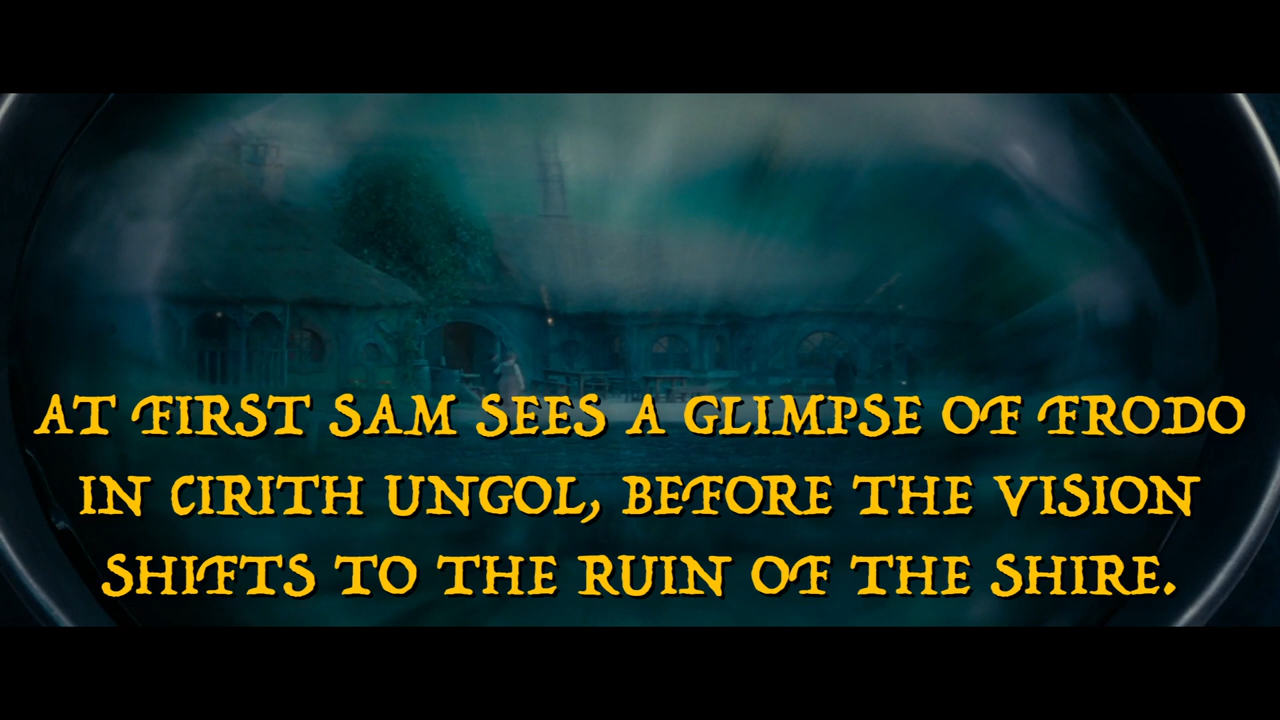 AT FIRST SAM SEES A GLIMPSE OF FRODO
IN CIRITH UNGOL, BEFORE THE VISION
SHIFTS TO THE RUIN OF THE SHIRE.